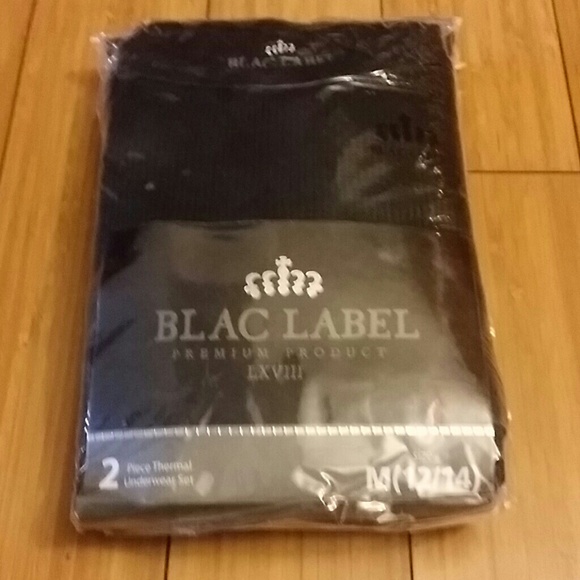 BLAC LABEL
BLAC LABEL
PREMIUM PRODUCT
LXVIII
2 Piece Thermal
Underwear Set
M(12/14)